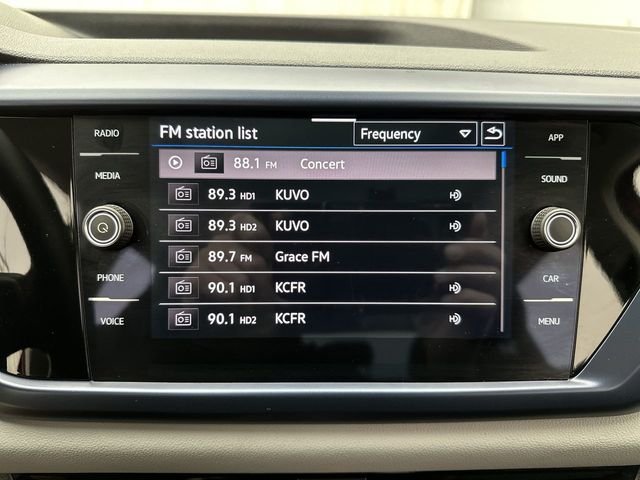 RADIO
MEDIA
PHONE
VOICE
FM station list
Frequency
88.1 FM Concert
89.3 HD1 KUVO
89.3 HD2 KUVO
89.7 FM Grace FM
90.1 HD1 KCFR
90.1 HD2 KCFR
APP
SOUND
CAR
MENU